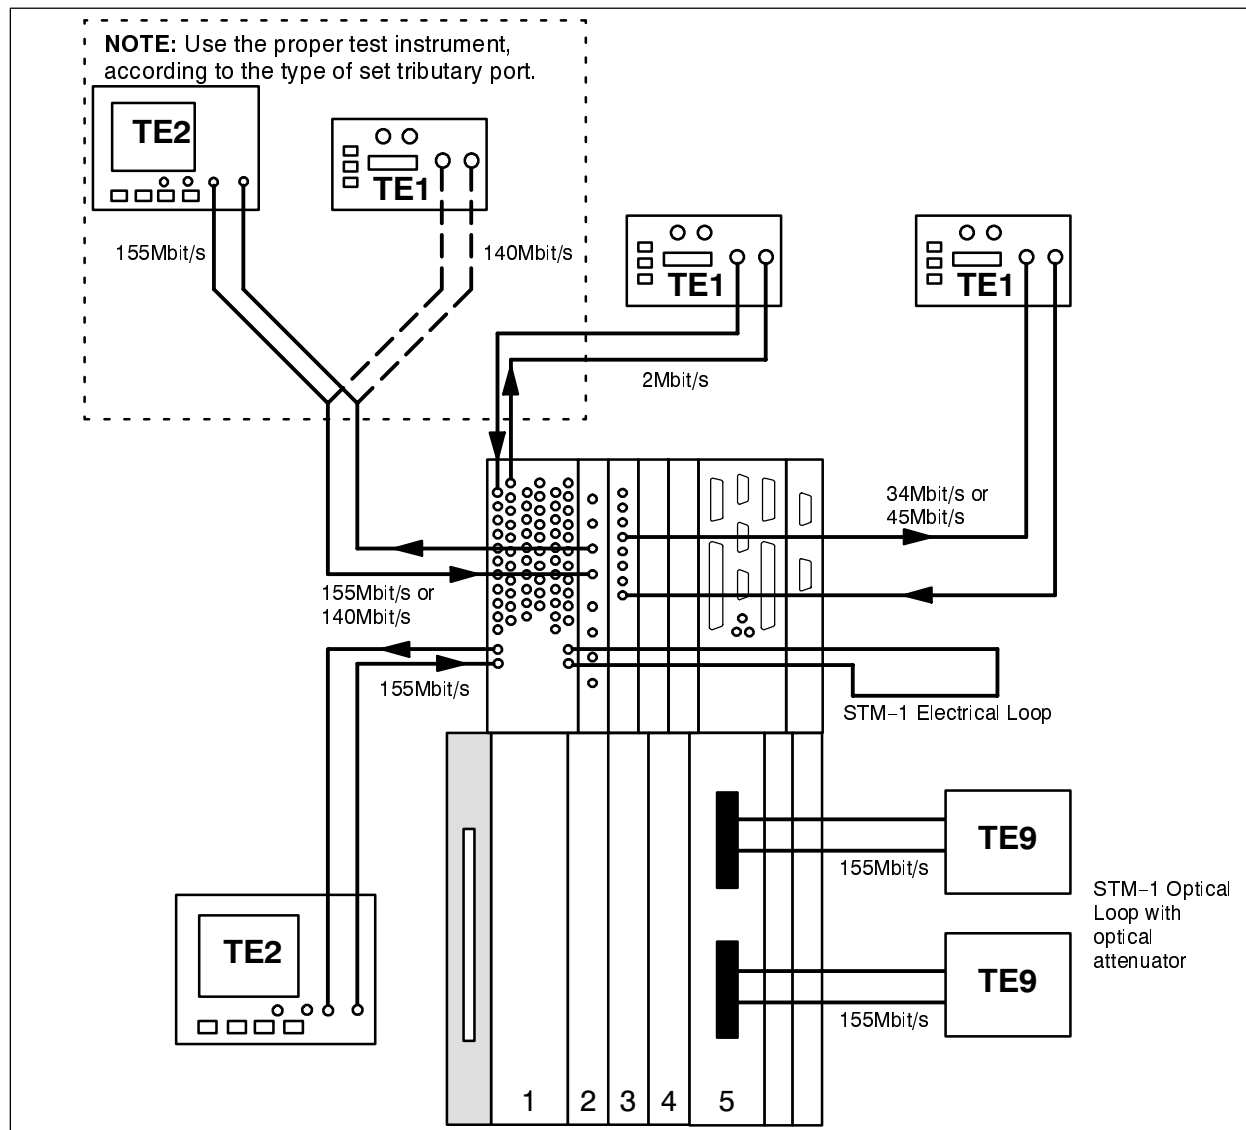 NOTE: Use the proper test instrument,
according to the type of set tributary port.
TE2
TE1
155Mbit/s
140Mbit/s
TE1
TE1
2Mbit/s
34Mbit/s or
45Mbit/s
155Mbit/s or
140Mbit/s
155Mbit/s
STM−1 Electrical Loop
TE9
155Mbit/s
STM−1 Optical
Loop with
optical
attenuator
TE2
TE9
155Mbit/s
1
2
3
4
5